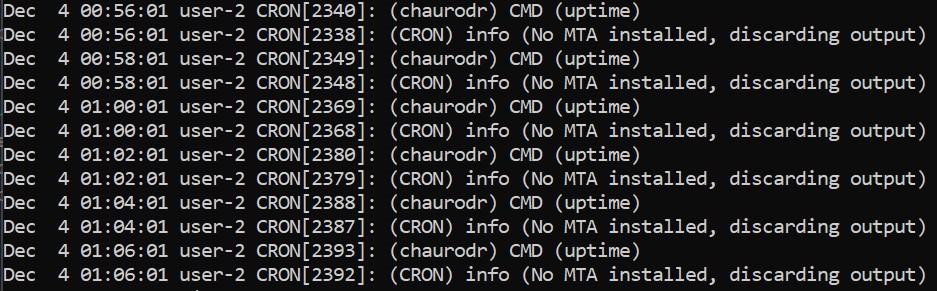 Dec  4 00:56:01 user-2 CRON[2340]: (chaurodr) CMD (uptime)
Dec  4 00:56:01 user-2 CRON[2338]: (CRON) info (No MTA installed, discarding output)
Dec  4 00:58:01 user-2 CRON[2349]: (chaurodr) CMD (uptime)
Dec  4 00:58:01 user-2 CRON[2348]: (CRON) info (No MTA installed, discarding output)
Dec  4 01:00:01 user-2 CRON[2369]: (chaurodr) CMD (uptime)
Dec  4 01:00:01 user-2 CRON[2368]: (CRON) info (No MTA installed, discarding output)
Dec  4 01:02:01 user-2 CRON[2380]: (chaurodr) CMD (uptime)
Dec  4 01:02:01 user-2 CRON[2379]: (CRON) info (No MTA installed, discarding output)
Dec  4 01:04:01 user-2 CRON[2388]: (chaurodr) CMD (uptime)
Dec  4 01:04:01 user-2 CRON[2387]: (CRON) info (No MTA installed, discarding output)
Dec  4 01:06:01 user-2 CRON[2393]: (chaurodr) CMD (uptime)
Dec  4 01:06:01 user-2 CRON[2392]: (CRON) info (No MTA installed, discarding output)